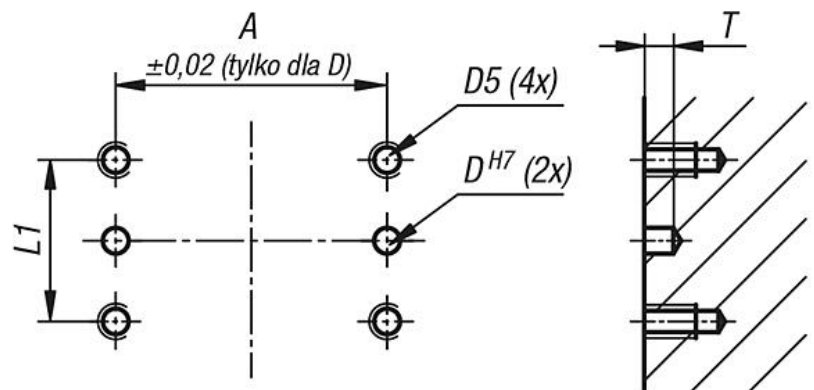 A
±0,02 (tylko dla D)
D5 (4x)
D H7 (2x)
L1
T